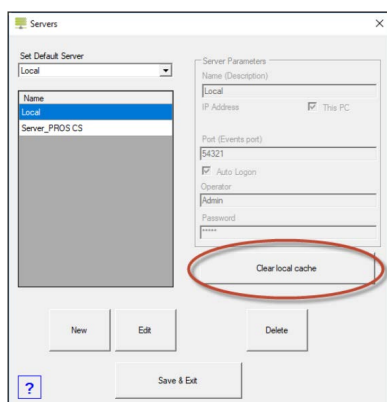 Servers
Set Default Server
Local
Name
Local
Server_PROS CS
Server Parameters
Name (Description)
Local
IP Address
This PC
Port (Events port)
54321
Auto Logon
Operator
Admin
Password
*****
Clear local cache
New
Edit
Delete
Save & Exit
?